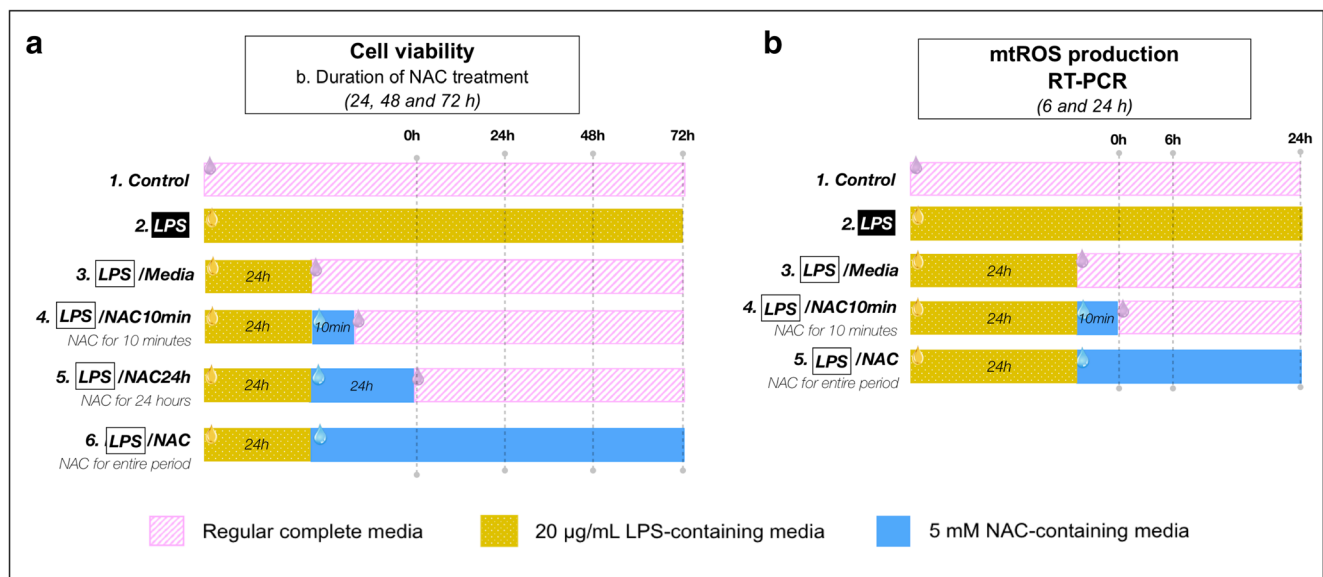 a
Cell viability
b. Duration of NAC treatment
(24, 48 and 72 h)
0h 24h 48h 72h
1. Control
2. LPS
3. LPS /Media
24h
4. LPS /NAC10min
NAC for 10 minutes
24h 10min
5. LPS /NAC24h
NAC for 24 hours
24h 24h
6. LPS /NAC
NAC for entire period
24h
b
mtROS production
RT-PCR
(6 and 24 h)
0h 6h 24h
1. Control
2. LPS
3. LPS /Media
24h
4. LPS /NAC10min
NAC for 10 minutes
24h 10min
5. LPS /NAC
NAC for entire period
24h
Regular complete media
20 µg/mL LPS-containing media
5 mM NAC-containing media